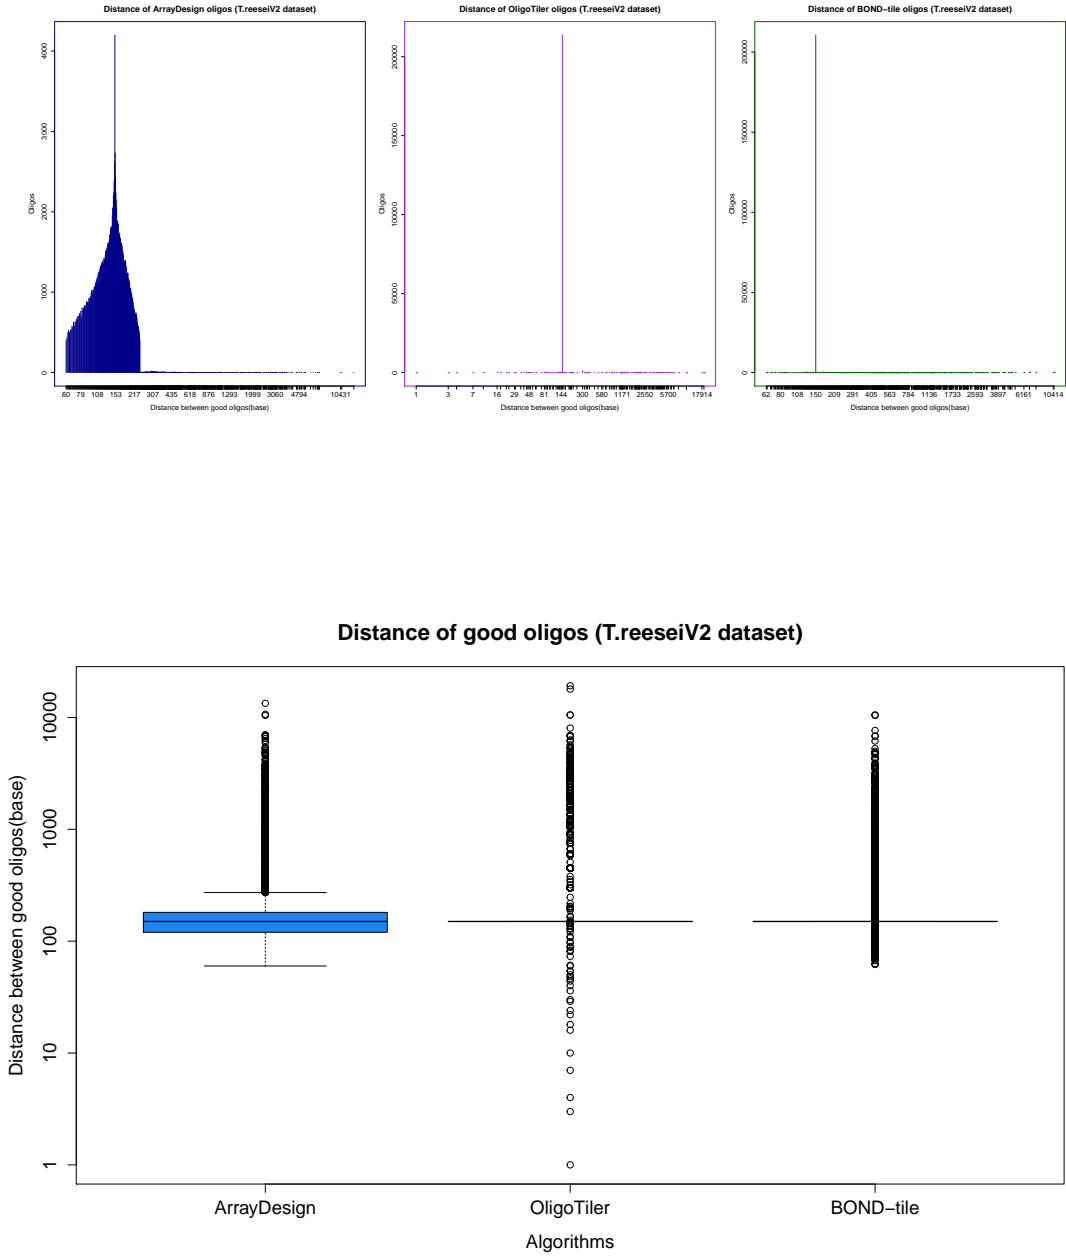 Distance of ArrayDesign oligos (T.reeseiV2 dataset)
Oligos
0 1000 2000 3000 4000
60 79 108 153 217 307 435 618 876 1293 1999 3060 4794 10431
Distance between good oligos(base)
Distance of OligoTiler oligos (T.reeseiV2 dataset)
Oligos
0 50000 100000 150000 200000
1 3 7 16 29 48 81 144 300 580 1171 2550 5700 17914
Distance between good oligos(base)
Distance of BOND−tile oligos (T.reeseiV2 dataset)
Oligos
0 50000 100000 150000 200000
62 80 108 150 209 291 405 563 784 1136 1733 2593 3897 6161 10414
Distance between good oligos(base)
Distance of good oligos (T.reeseiV2 dataset)
Distance between good oligos(base)
1 10 100 1000 10000
ArrayDesign OligoTiler BOND−tile
Algorithms